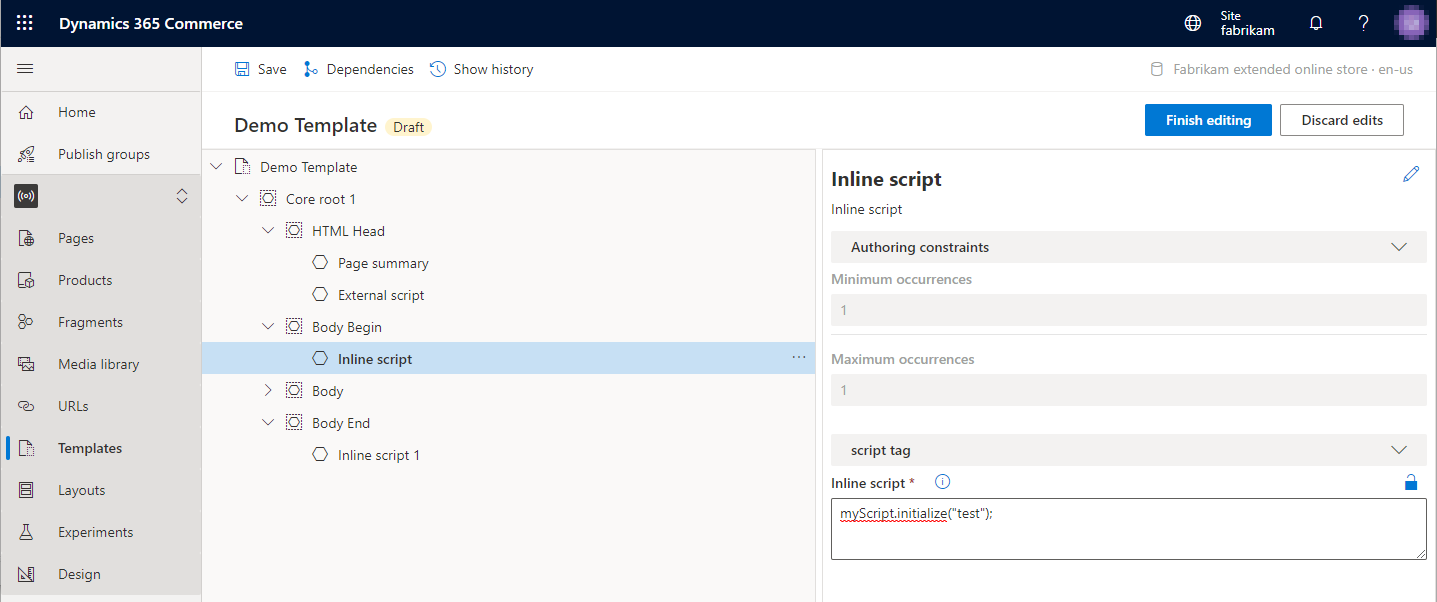 Dynamics 365 Commerce
Site
fabrikam
?
Save
Dependencies
Show history
Fabrikam extended online store · en-us
Home
Publish groups
Pages
Products
Fragments
Media library
URLs
Templates
Layouts
Experiments
Design
Demo Template
Draft
Finish editing
Discard edits
Demo Template
Core root 1
HTML Head
Page summary
External script
Body Begin
Inline script
...
Body
Body End
Inline script 1
Inline script
Inline script
Authoring constraints
Minimum occurrences
1
Maximum occurrences
1
script tag
Inline script *
myScript.initialize("test");